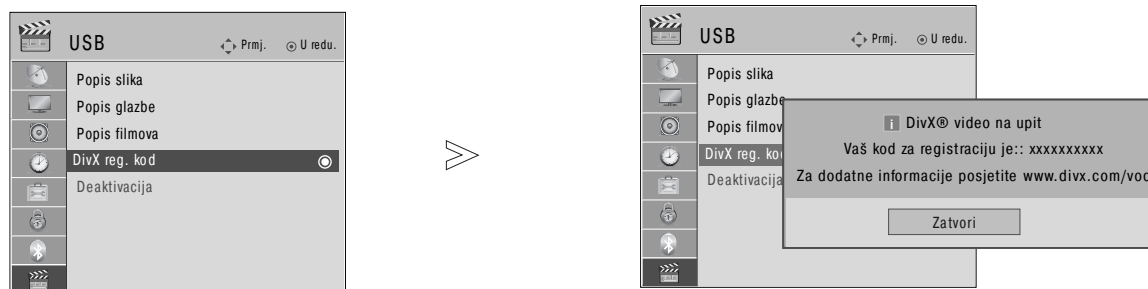 USB
Prmj.
U redu.
Popis slika
Popis glazbe
Popis filmova
DivX reg. kod
Deaktivacija
USB
Prmj.
U redu.
Popis slika
Popis glazbe
Popis filmov
DivX reg. ko
Deaktivacija
i DivX® video na upit
Vaš kod za registraciju je:: xxxxxxxxxx
Za dodatne informacije posjetite www.divx.com/vod
Zatvori